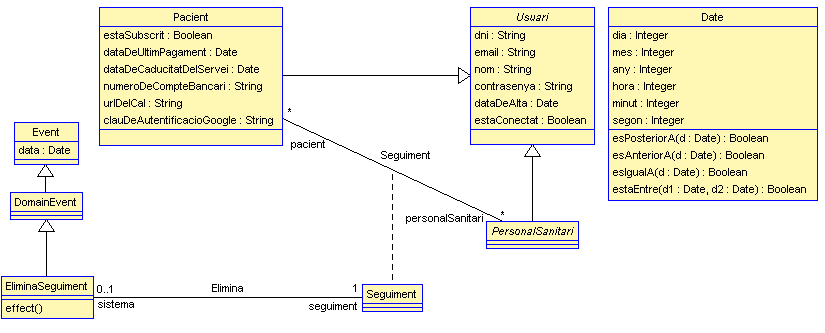 Pacient
estaSubscrit : Boolean
dataDeUltimPagament : Date
dataDeCaducitatDelServei : Date
numeroDeCompteBancari : String
urlDelCal : String
clauDeAutentificacioGoogle : String
Usuari
dni : String
email : String
nom : String
contrasenya : String
dataDeAlta : Date
estaConectat : Boolean
Date
dia : Integer
mes : Integer
any : Integer
hora : Integer
minut : Integer
segon : Integer
esPosteriorA(d : Date) : Boolean
esAnteriorA(d : Date) : Boolean
esIgualA(d : Date) : Boolean
estaEntre(d1 : Date, d2 : Date) : Boolean
*
pacient
Seguiment
personalSanitari
*
PersonalSanitari
Event
data : Date
DomainEvent
EliminaSeguiment
effect()
0..1
sistema
Elimina
1
seguiment
Seguiment